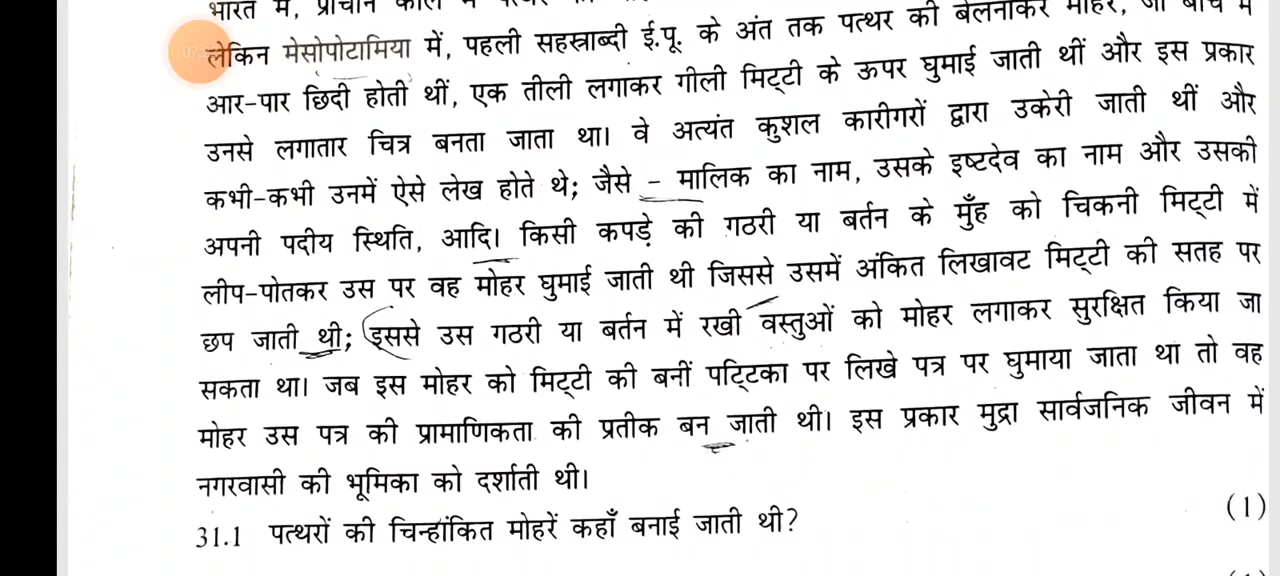 भारत में, प्राचीन काल में पत्थर की
लेकिन मेसोपोटामिया में, पहली सहस्राब्दी ई.पू. के अंत तक पत्थर की बेलनाकार मोहरें, जो बीच में
आर-पार छिदी होती थीं, एक तीली लगाकर गीली मिट्टी के ऊपर घुमाई जाती थीं और इस प्रकार
उनसे लगातार चित्र बनता जाता था। वे अत्यंत कुशल कारीगरों द्वारा उकेरी जाती थीं और
कभी-कभी उनमें ऐसे लेख होते थे; जैसे - मालिक का नाम, उसके इष्टदेव का नाम और उसकी
अपनी पदीय स्थिति, आदि। किसी कपड़े की गठरी या बर्तन के मुँह को चिकनी मिट्टी में
लीप-पोतकर उस पर वह मोहर घुमाई जाती थी जिससे उसमें अंकित लिखावट मिट्टी की सतह पर
छप जाती थी; इससे उस गठरी या बर्तन में रखी वस्तुओं को मोहर लगाकर सुरक्षित किया जा
सकता था। जब इस मोहर को मिट्टी की बनीं पट्टिका पर लिखे पत्र पर घुमाया जाता था तो वह
मोहर उस पत्र की प्रामाणिकता की प्रतीक बन जाती थी। इस प्रकार मुद्रा सार्वजनिक जीवन में
नगरवासी की भूमिका को दर्शाती थी।
31.1 पत्थरों की चिन्हांकित मोहरें कहाँ बनाई जाती थी? (1)